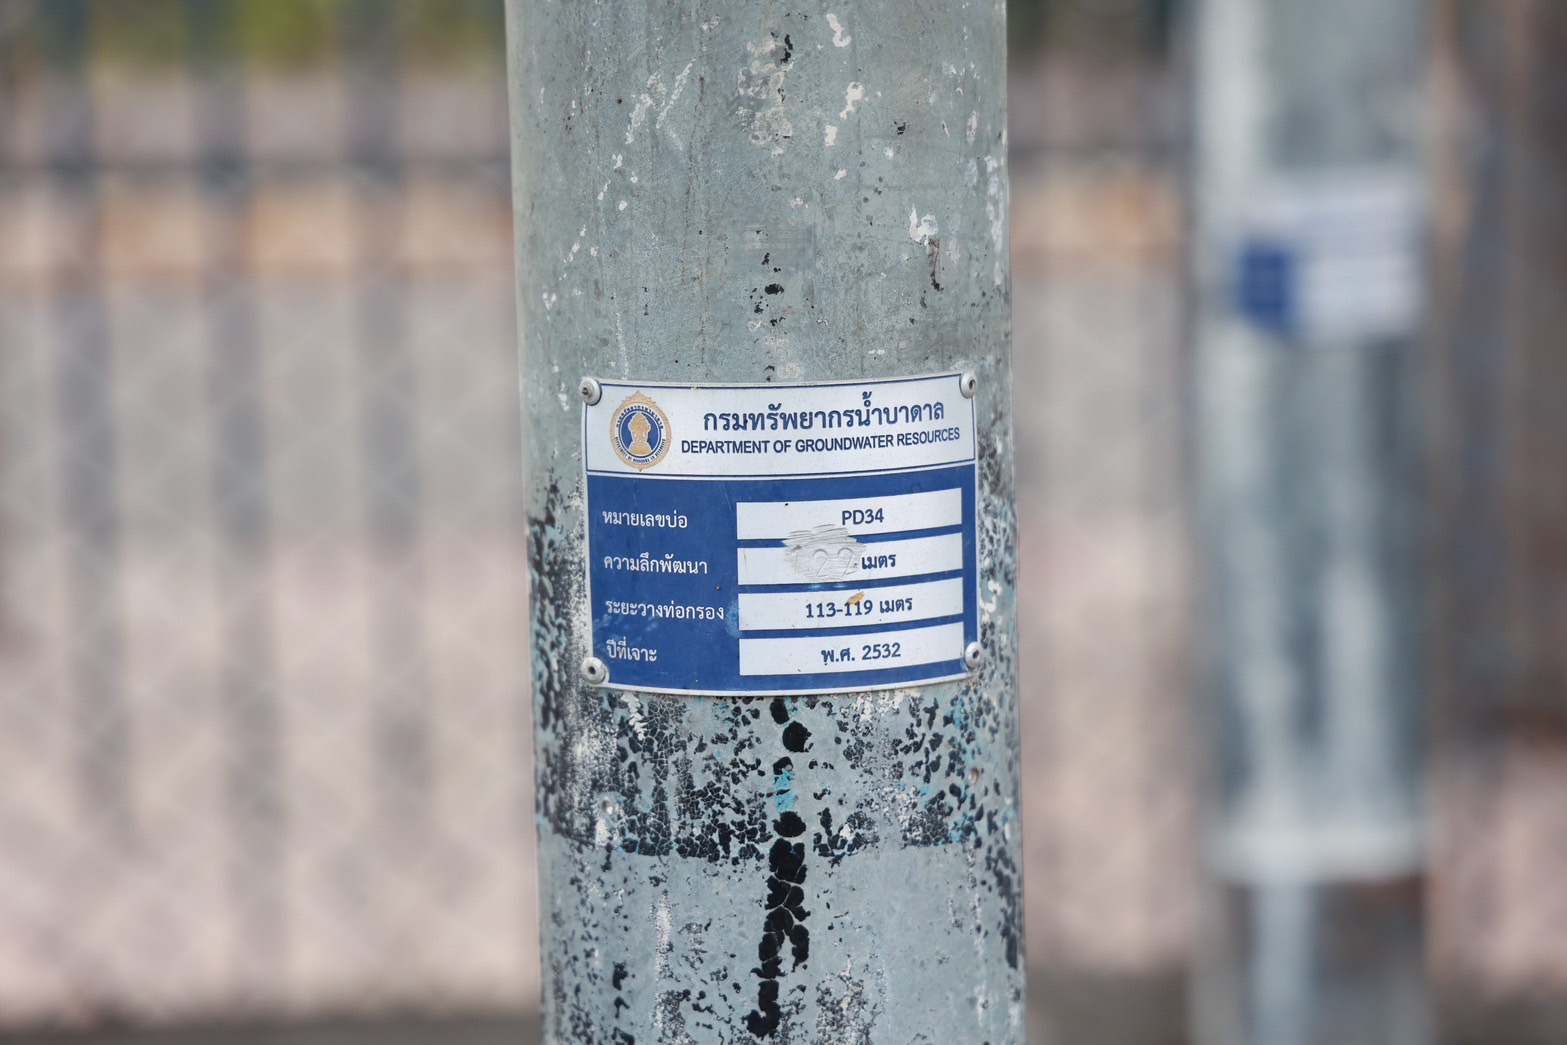 กรมทรัพยากรน้ำบาดาล
DEPARTMENT OF GROUNDWATER RESOURCES
หมายเลขบ่อ PD34
ความลึกพัฒนา เมตร
ระยะวางท่อกรอง 113-119 เมตร
ปีที่เจาะ พ.ศ. 2532